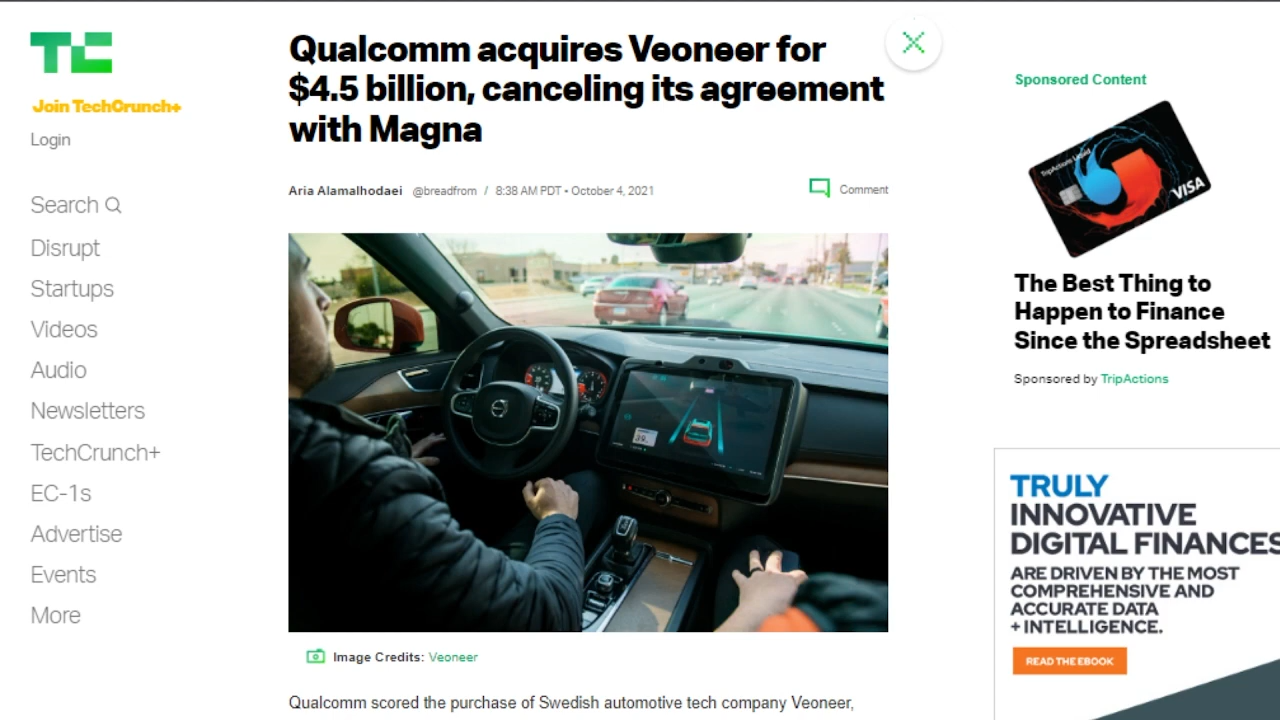 TC
Join TechCrunch+
Login
Search
Disrupt
Startups
Videos
Audio
Newsletters
TechCrunch+
EC-1s
Advertise
Events
More
Qualcomm acquires Veoneer for
$4.5 billion, canceling its agreement
with Magna
Aria Alamalhodaei @breadfrom / 8:38 AM PDT • October 4, 2021
Comment
Image Credits: Veoneer
Qualcomm scored the purchase of Swedish automotive tech company Veoneer,
Sponsored Content
TripActions Liquid
VISA
The Best Thing to
Happen to Finance
Since the Spreadsheet
Sponsored by TripActions
TRULY
INNOVATIVE
DIGITAL FINANCES
ARE DRIVEN BY THE MOST
COMPREHENSIVE AND
ACCURATE DATA
+ INTELLIGENCE.
READ THE EBOOK